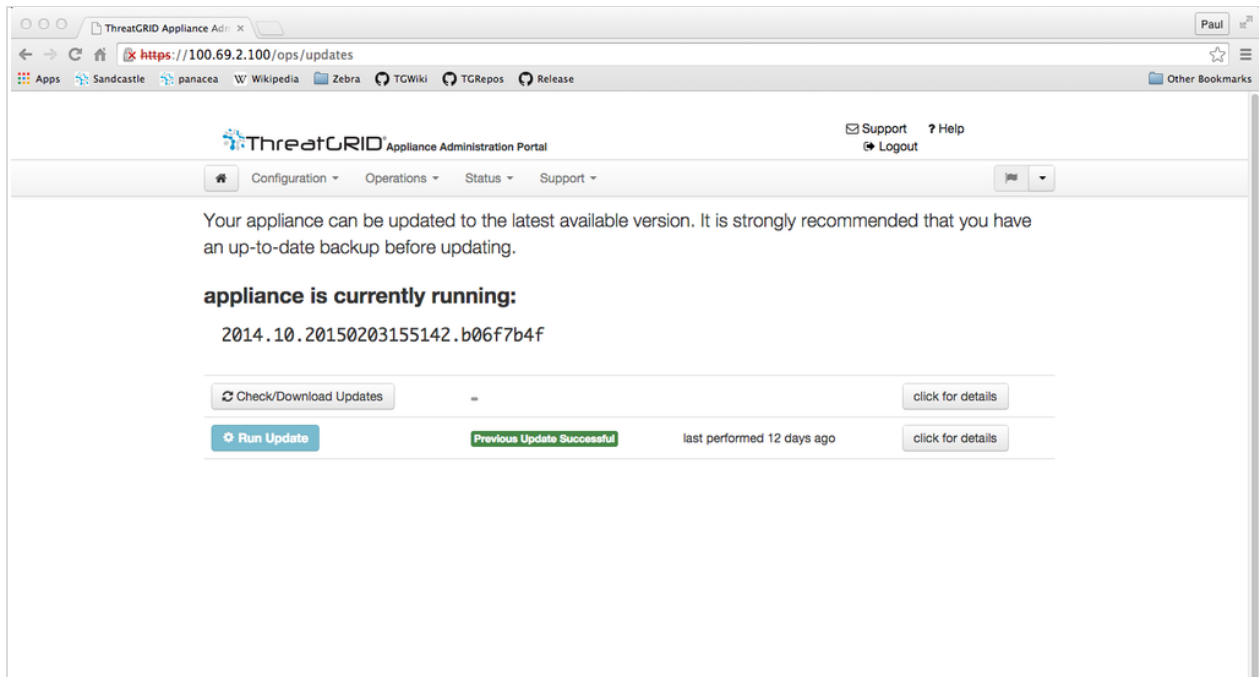 ThreatGRID Appliance Adn
Paul
https://100.69.2.100/ops/updates
Apps Sandcastle panacea W Wikipedia Zebra TGWiki TGRepos Release Other Bookmarks
ThreatGRID Appliance Administration Portal
Support ? Help
Logout
Configuration Operations Status Support
Your appliance can be updated to the latest available version. It is strongly recommended that you have
an up-to-date backup before updating.
appliance is currently running:
2014.10.20150203155142.b06f7b4f
Check/Download Updates - click for details
Run Update Previous Update Successful last performed 12 days ago click for details